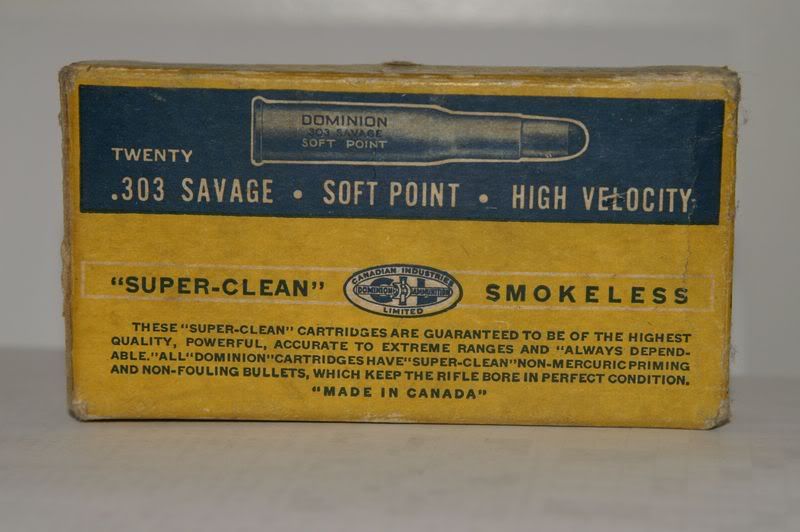 DOMINION
303 SAVAGE
SOFT POINT
TWENTY
.303 SAVAGE • SOFT POINT • HIGH VELOCITY
"SUPER-CLEAN"
CANADIAN INDUSTRIES
DOMINION AMMUNITION
LIMITED
SMOKELESS
THESE "SUPER-CLEAN" CARTRIDGES ARE GUARANTEED TO BE OF THE HIGHEST
QUALITY, POWERFUL, ACCURATE TO EXTREME RANGES AND "ALWAYS DEPEND-
ABLE." ALL "DOMINION" CARTRIDGES HAVE "SUPER-CLEAN" NON-MERCURIC PRIMING
AND NON-FOULING BULLETS, WHICH KEEP THE RIFLE BORE IN PERFECT CONDITION.
"MADE IN CANADA"